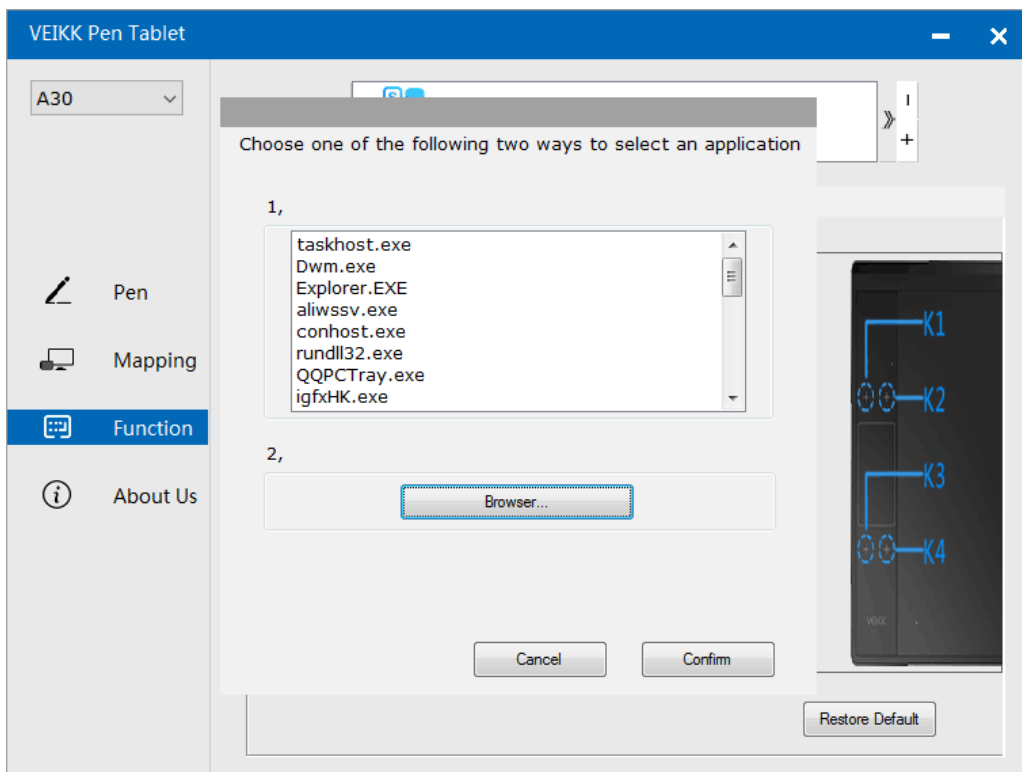 VEIKK Pen Tablet
A30
Choose one of the following two ways to select an application
1,
taskhost.exe
Dwm.exe
Explorer.EXE
aliwssv.exe
conhost.exe
rundll32.exe
QQPCTray.exe
igfxHK.exe
2,
Browser...
Cancel
Confirm
Pen
Mapping
Function
About Us
K1
K2
K3
K4
VEIKK
Restore Default